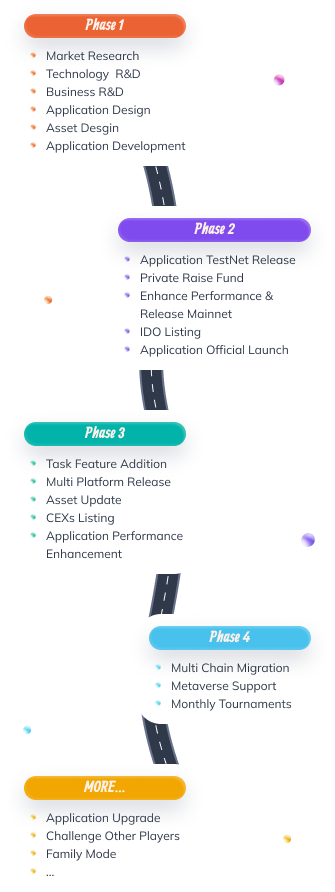 Phase 1
Market Research
Technology R&D
Business R&D
Application Design
Asset Desgin
Application Development
Phase 2
Application TestNet Release
Private Raise Fund
Enhance Performance &
Release Mainnet
IDO Listing
Application Official Launch
Phase 3
Task Feature Addition
Multi Platform Release
Asset Update
CEXs Listing
Application Performance
Enhancement
Phase 4
Multi Chain Migration
Metaverse Support
Monthly Tournaments
MORE...
Application Upgrade
Challenge Other Players
Family Mode
...